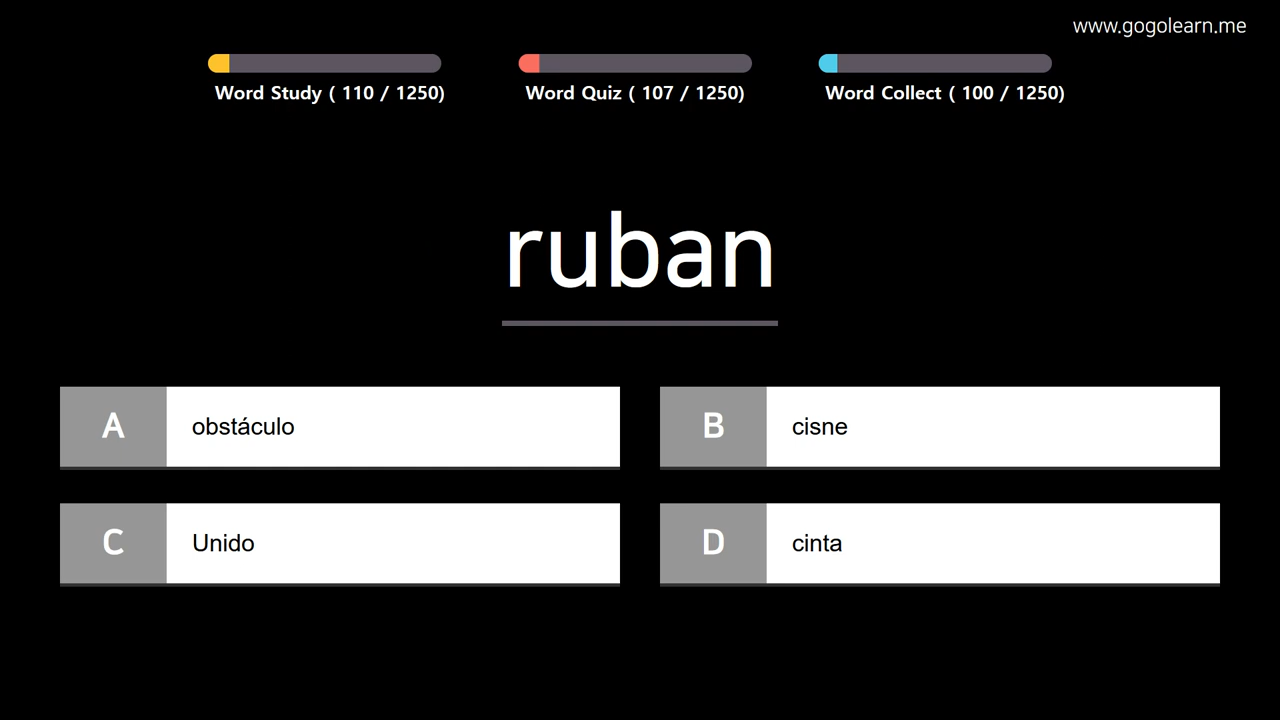 www.gogolearn.me
Word Study ( 110 / 1250)
Word Quiz ( 107 / 1250)
Word Collect ( 100 / 1250)
ruban
A obstáculo
B cisne
C Unido
D cinta